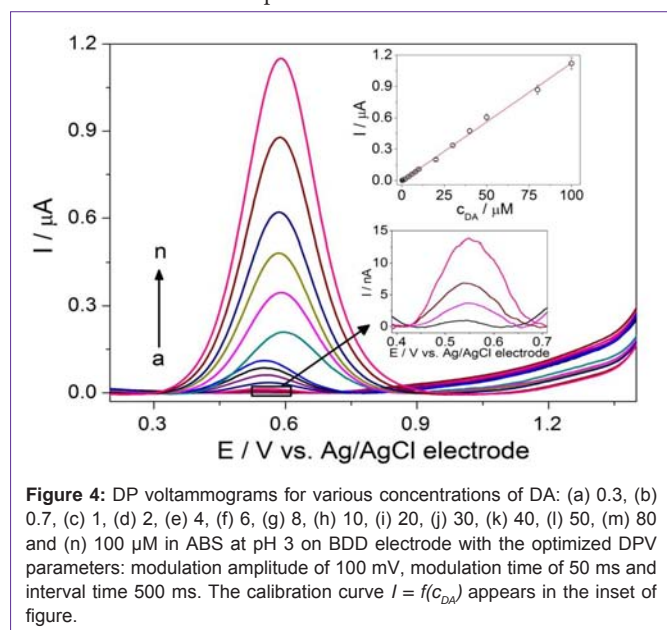 1.2
0.9
0.6
0.3
0.0
I / µA
n
a
0.3
0.6
0.9
1.2
E / V vs. Ag/AgCl electrode
1.2
0.9
0.6
0.3
0.0
I / µA
0
25
50
75
100
c_DA / µM
15
10
5
0
I / nA
0.4
0.5
0.6
0.7
E / V vs. Ag/AgCl electrode
Figure 4: DP voltammograms for various concentrations of DA: (a) 0.3, (b)
0.7, (c) 1, (d) 2, (e) 4, (f) 6, (g) 8, (h) 10, (i) 20, (j) 30, (k) 40, (l) 50, (m) 80
and (n) 100 µM in ABS at pH 3 on BDD electrode with the optimized DPV
parameters: modulation amplitude of 100 mV, modulation time of 50 ms and
interval time 500 ms. The calibration curve I = f(c_DA) appears in the inset of
figure.